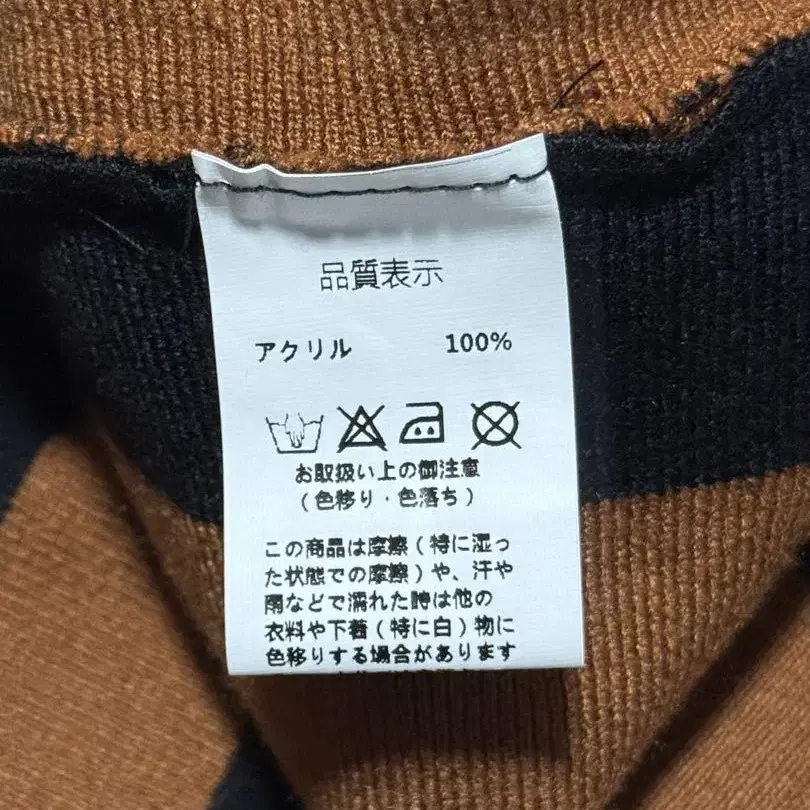 品質表示
アクリル 100%
お取扱い上の御注意
(色移り・色落ち)
この商品は摩擦(特に湿っ
た状態での摩擦)や、汗や
雨などで濡れた時は他の
衣料や下着(特に白)物に
色移りする場合があります